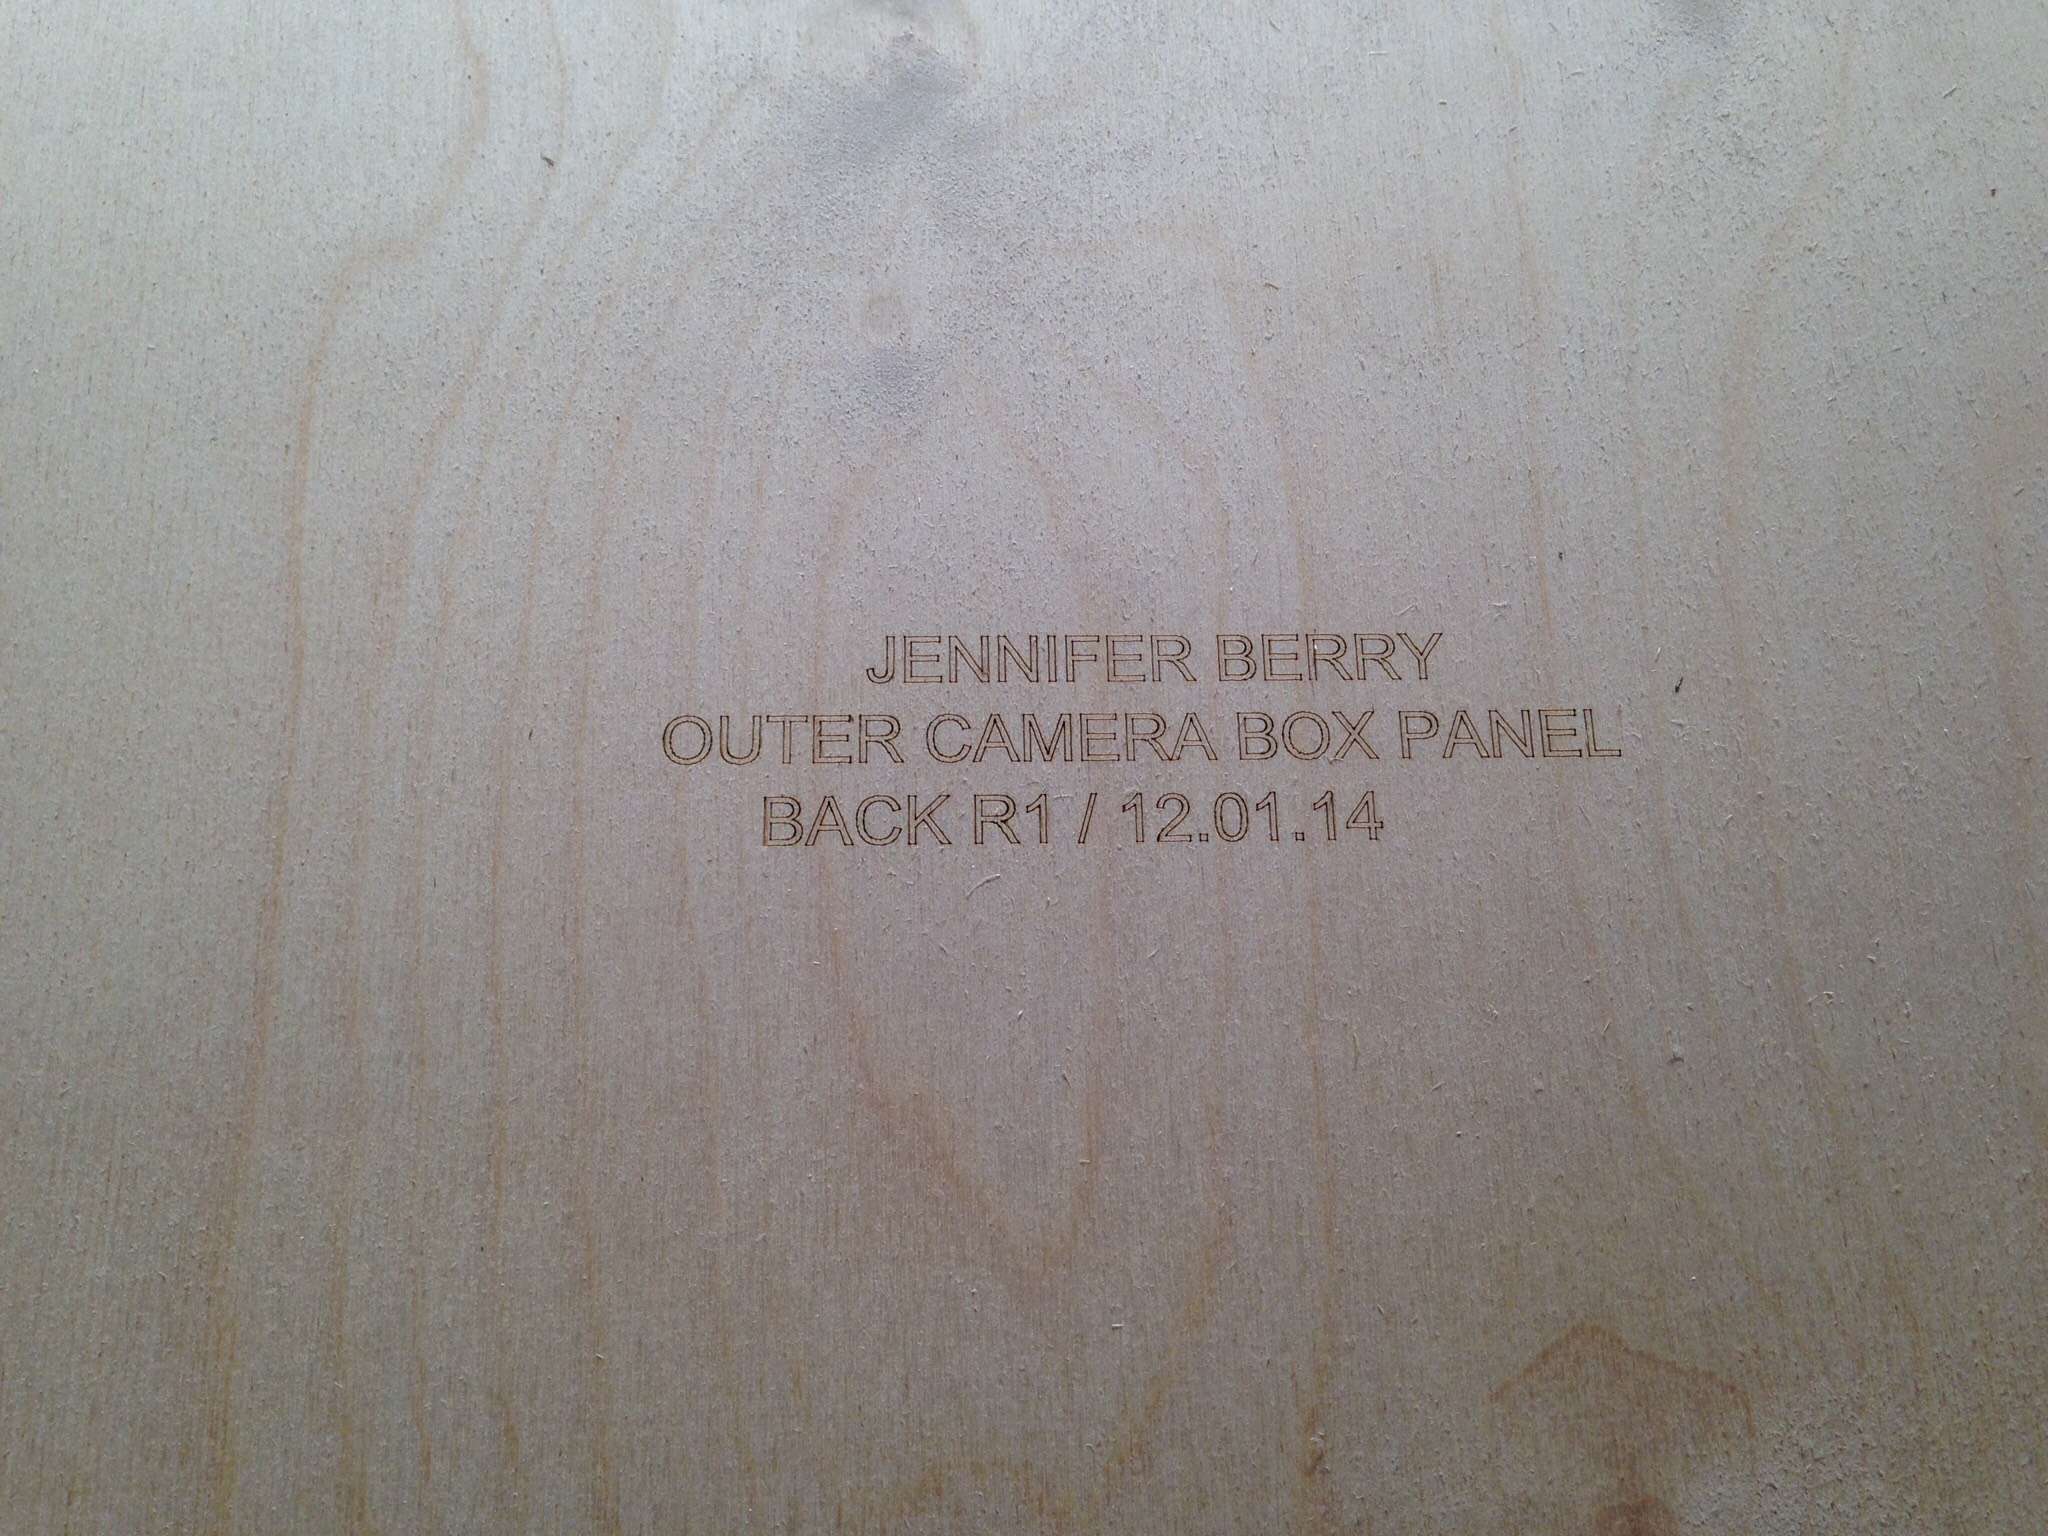 JENNIFER BERRY
OUTER CAMERA BOX PANEL
BACK R1 / 12.01.14